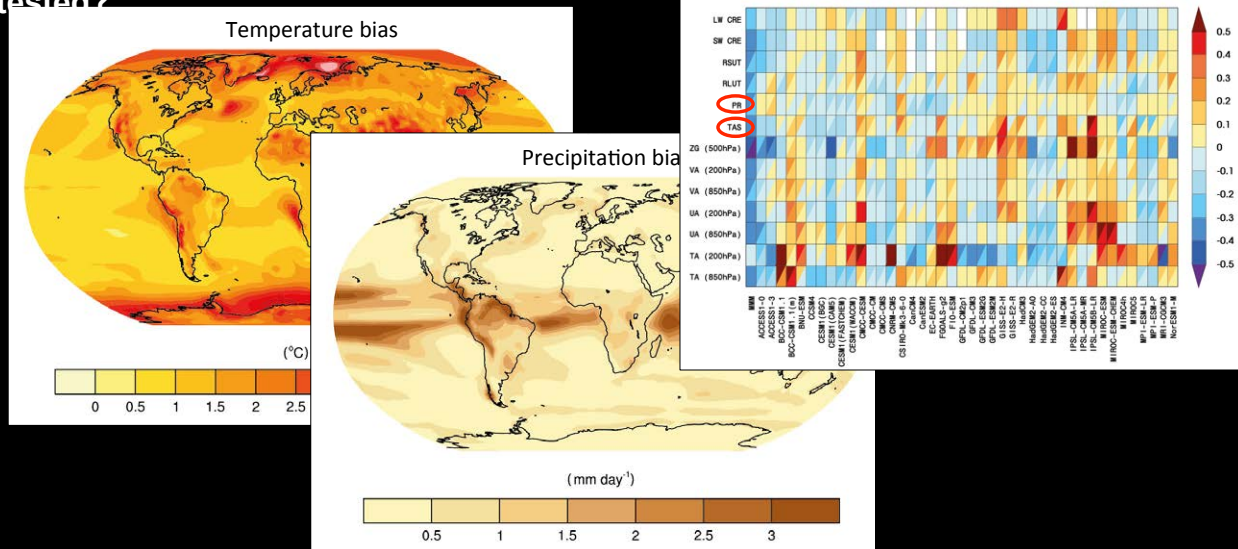 tested?
Temperature bias
(°C)
0 0.5 1 1.5 2 2.5
Precipitation bia
(mm day⁻¹)
0.5 1 1.5 2 2.5 3
LW CRE
SW CRE
RSUT
RLUT
PR
TAS
ZG (500hPa)
VA (200hPa)
VA (850hPa)
UA (200hPa)
UA (850hPa)
TA (200hPa)
TA (850hPa)
0.5
0.4
0.3
0.2
0.1
0
-0.1
-0.2
-0.3
-0.4
-0.5
MMM
ACCESS1-0
ACCESS1-3
BCC-CSM1.1
BCC-CSM1.1(m)
BNU-ESM
CCSM4
CESM1(BGC)
CESM1(CAM5)
CESM1(FASTCHEM)
CESM1(WACCM)
CMCC-CESM
CMCC-CM
CMCC-CMS
CNRM-CM5
CSIRO-Mk3-6-0
CanCM4
CanESM2
EC-EARTH
FGOALS-g2
FIO-ESM
GFDL-CM2p1
GFDL-CM3
GFDL-ESM2G
GFDL-ESM2M
GISS-E2-H
GISS-E2-R
HadCM3
HadGEM2-AO
HadGEM2-CC
HadGEM2-ES
INM-CM4
IPSL-CM5A-LR
IPSL-CM5A-MR
IPSL-CM5B-LR
MIROC-ESM
MIROC-ESM-CHEM
MIROC4h
MIROC5
MPI-ESM-LR
MPI-ESM-P
MRI-CGCM3
NorESM1-M